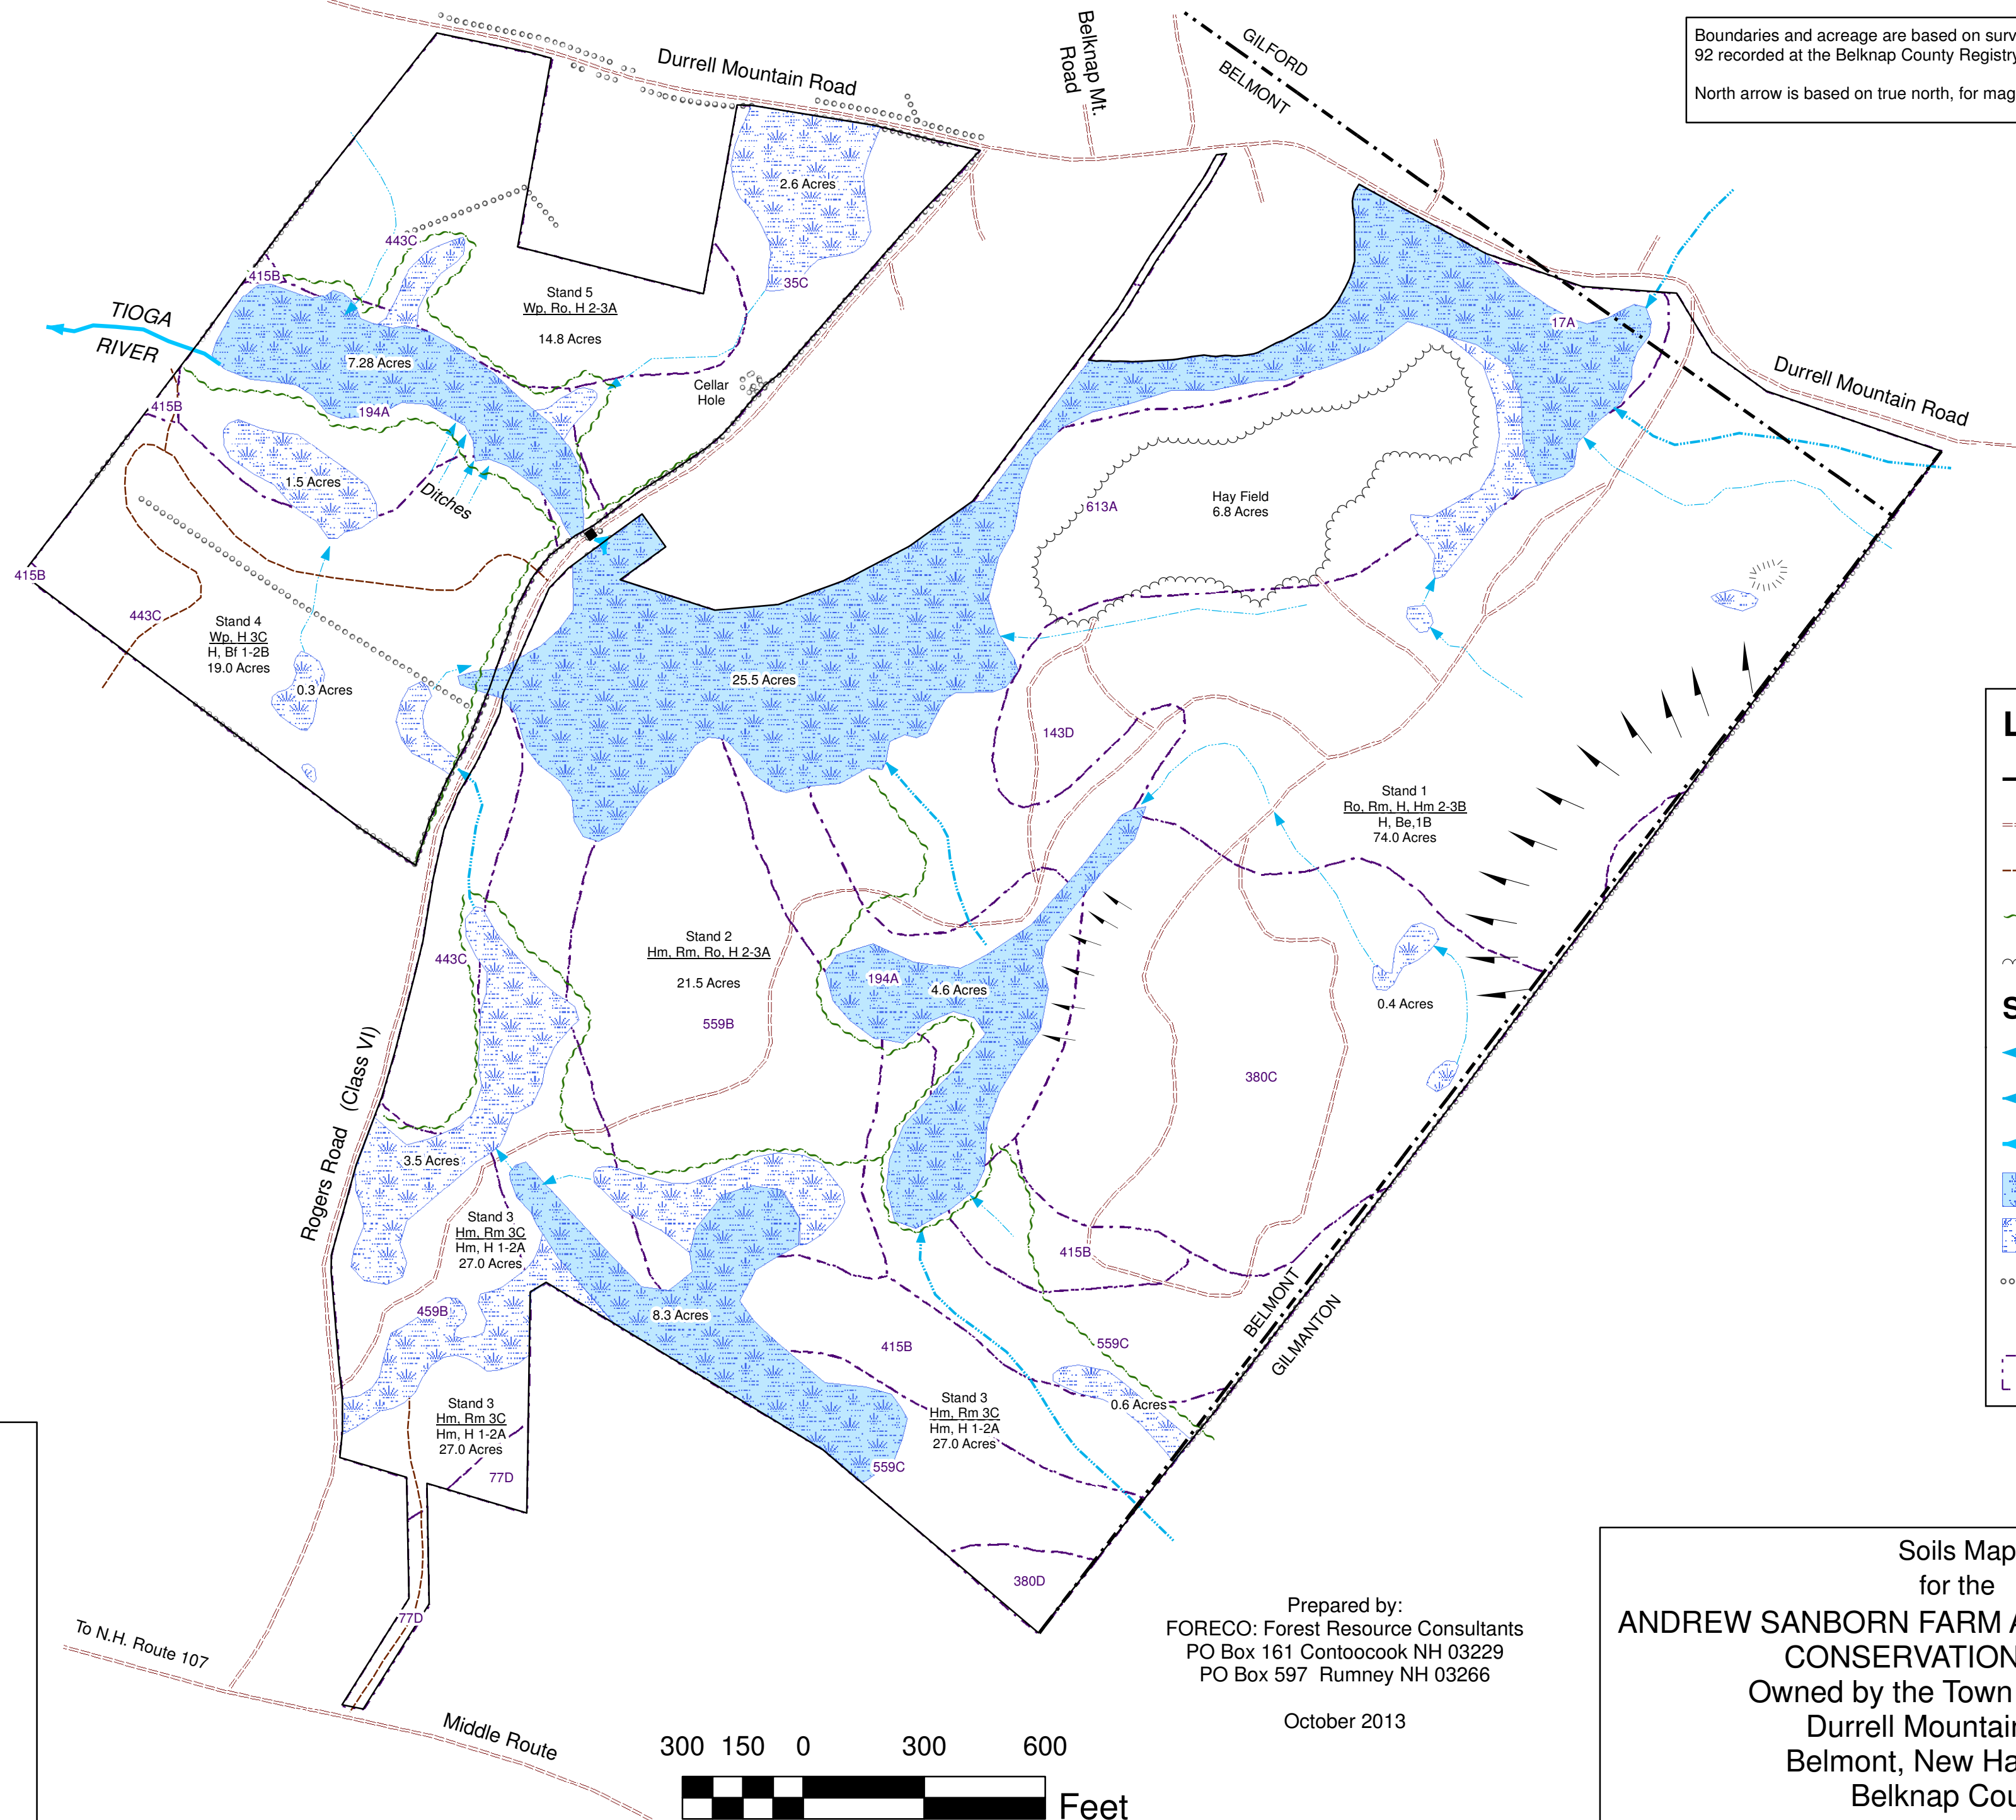 Durrell Mountain Road
Belknap Mt.
Road
GILFORD
BELMONT
Boundaries and acreage are based on surv
92 recorded at the Belknap County Registry
North arrow is based on true north, for mag
2.6 Acres
443C
415B
35C
Stand 5
Wp, Ro, H 2-3A
14.8 Acres
TIOGA
RIVER
7.28 Acres
17A
Cellar
Hole
415B
194A
Durrell Mountain Road
1.5 Acres
Ditches
613A
Hay Field
6.8 Acres
415B
443C
Stand 4
Wp, H 3C
H, Bf 1-2B
19.0 Acres
0.3 Acres
25.5 Acres
143D
L
Stand 1
Ro, Rm, H, Hm 2-3B
H, Be,1B
74.0 Acres
443C
Stand 2
Hm, Rm, Ro, H 2-3A
21.5 Acres
559B
194A
4.6 Acres
0.4 Acres
S
380C
Rogers Road (Class VI)
3.5 Acres
Stand 3
Hm, Rm 3C
Hm, H 1-2A
27.0 Acres
415B
459B
8.3 Acres
415B
559C
BELMONT
GILMANTON
Stand 3
Hm, Rm 3C
Hm, H 1-2A
27.0 Acres
77D
Stand 3
Hm, Rm 3C
Hm, H 1-2A
27.0 Acres
0.6 Acres
559C
380D
77D
To N.H. Route 107
Middle Route
Prepared by:
FORECO: Forest Resource Consultants
PO Box 161 Contoocook NH 03229
PO Box 597 Rumney NH 03266
October 2013
300 150 0 300 600
Feet
Soils Map
for the
ANDREW SANBORN FARM A
CONSERVATION
Owned by the Town
Durrell Mountain
Belmont, New Ha
Belknap Cou